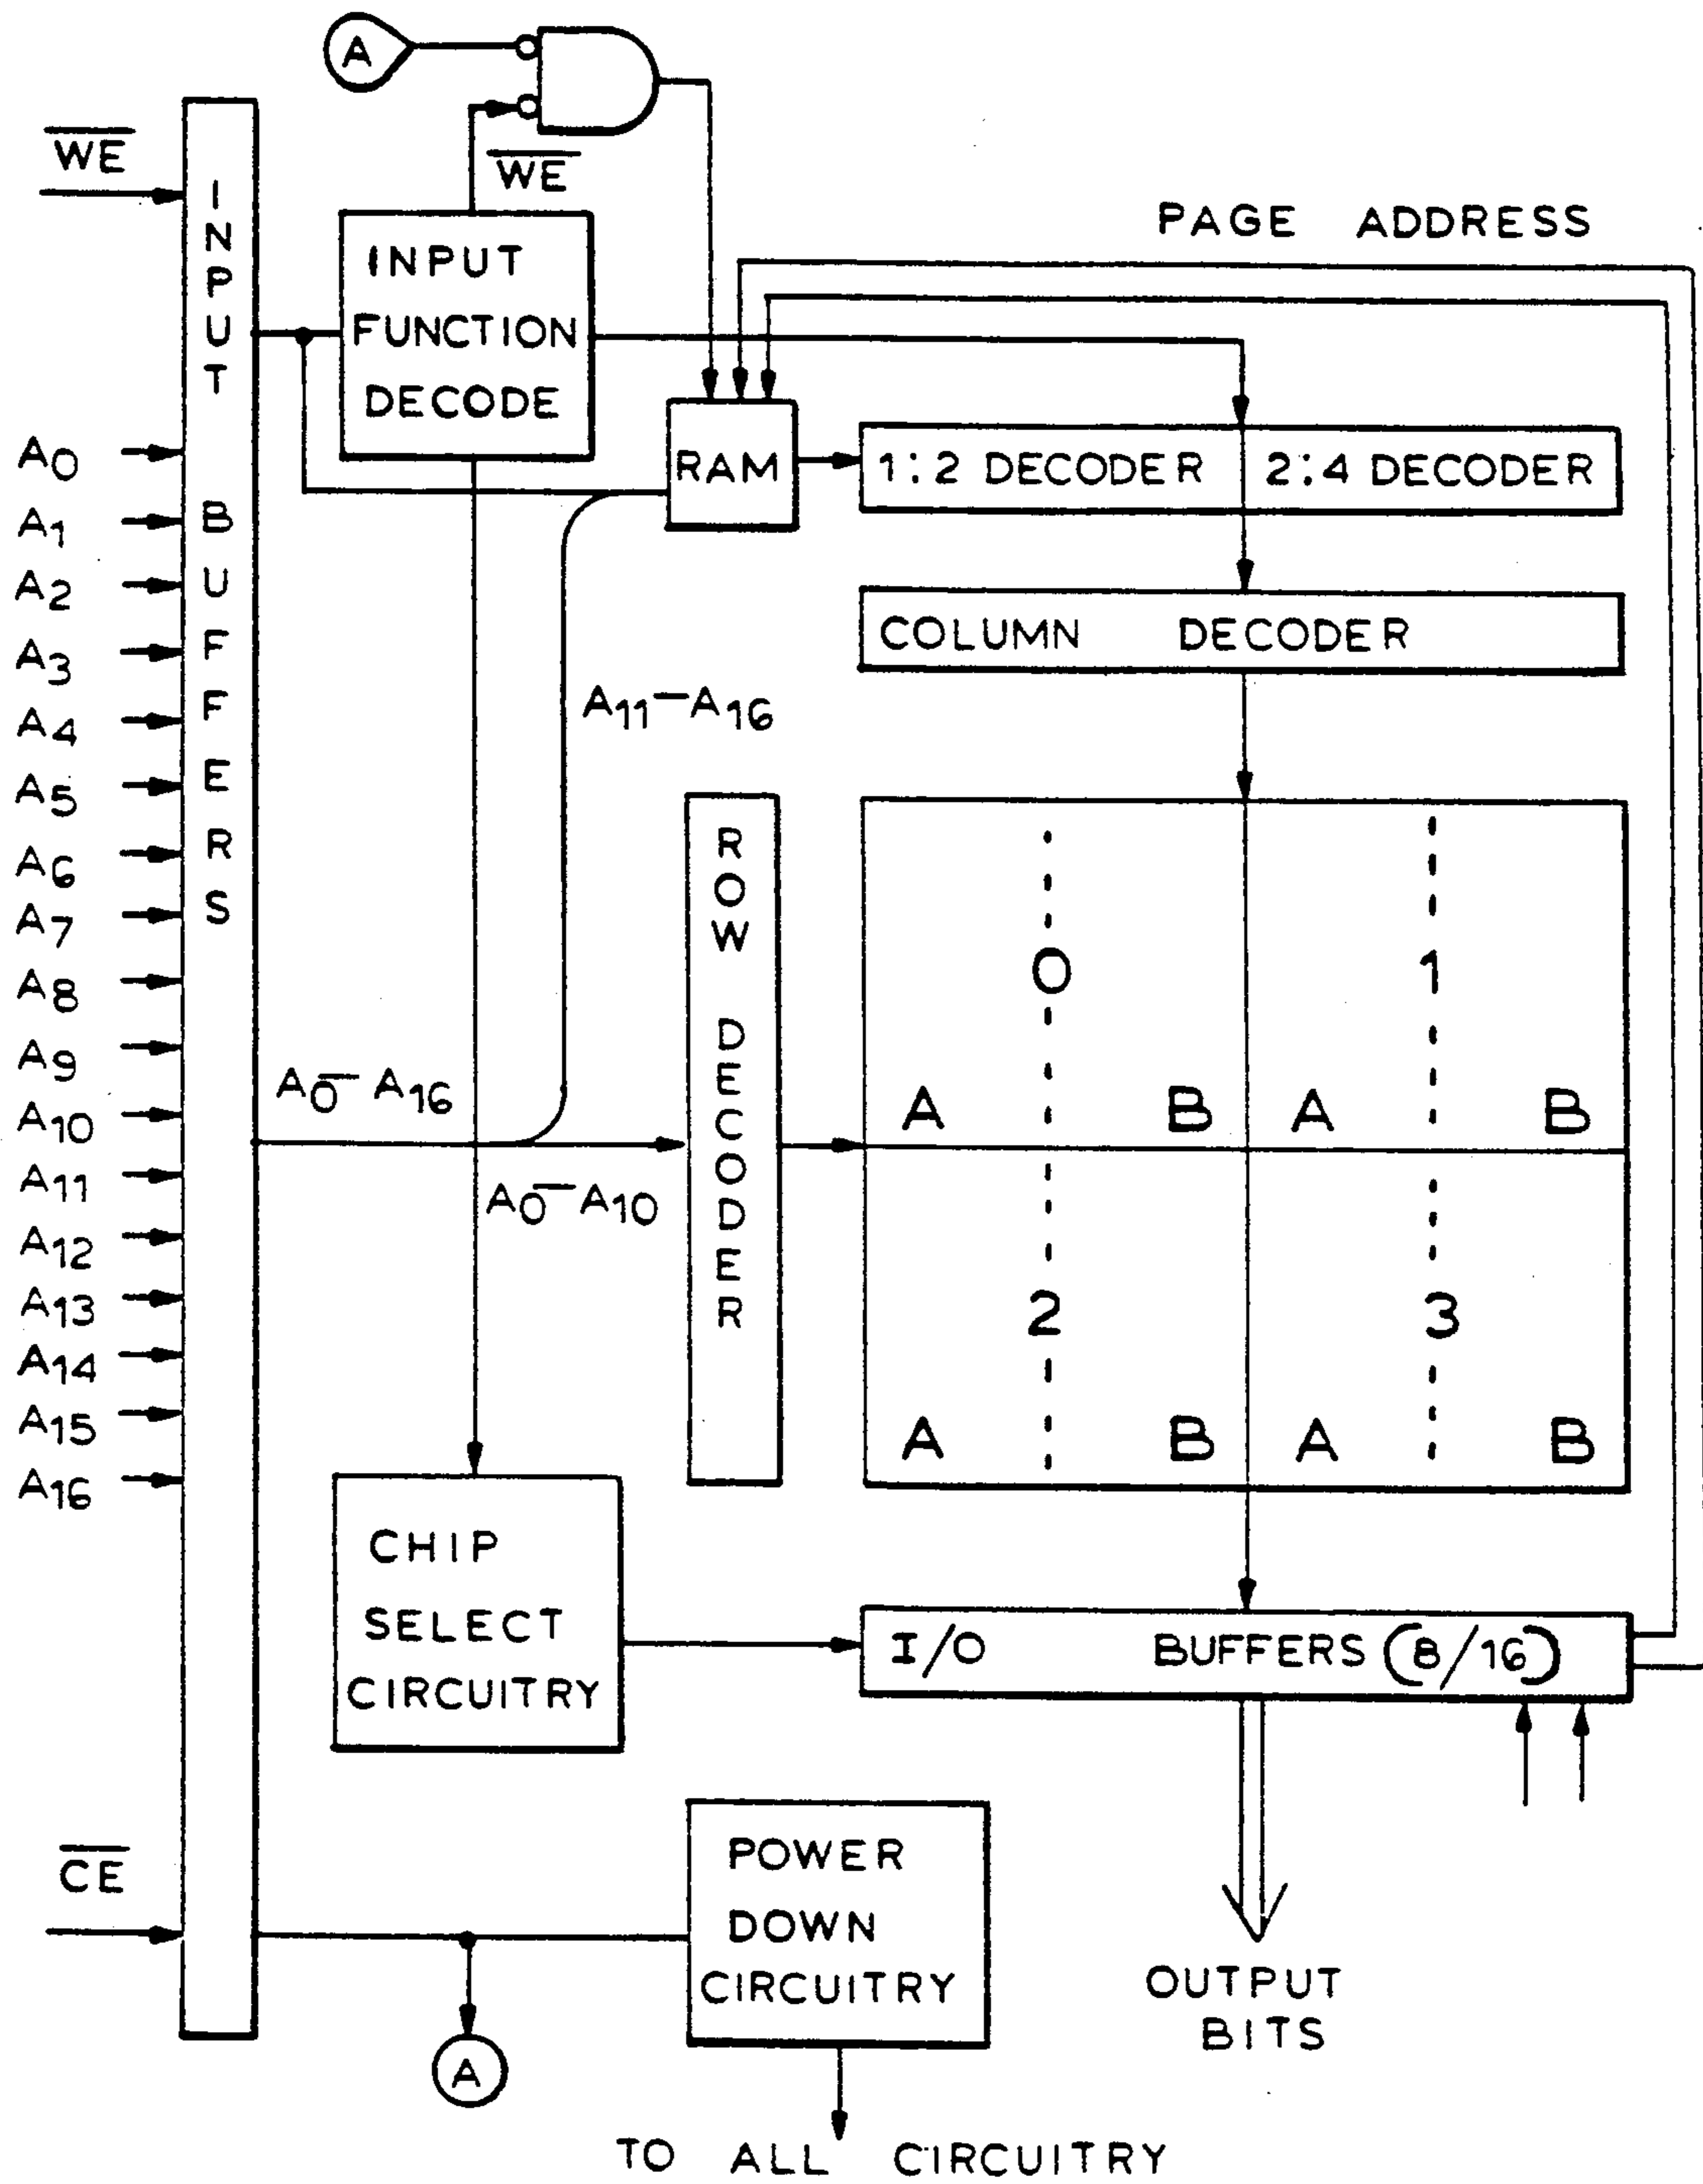 A
W̅E̅
W̅E̅
INPUT BUFFERS
INPUT
FUNCTION
DECODE
PAGE ADDRESS
RAM
1:2 DECODER 2:4 DECODER
COLUMN DECODER
A0
A1
A2
A3
A4
A5
A6
A7
A8
A9
A10
A11
A12
A13
A14
A15
A16
A11—A16
A0—A16
A0—A10
ROW DECODER
0
1
A B A B
2
3
A B A B
CHIP
SELECT
CIRCUITRY
I/O BUFFERS (8/16)
C̅E̅
POWER
DOWN
CIRCUITRY
A
OUTPUT
BITS
TO ALL CIRCUITRY